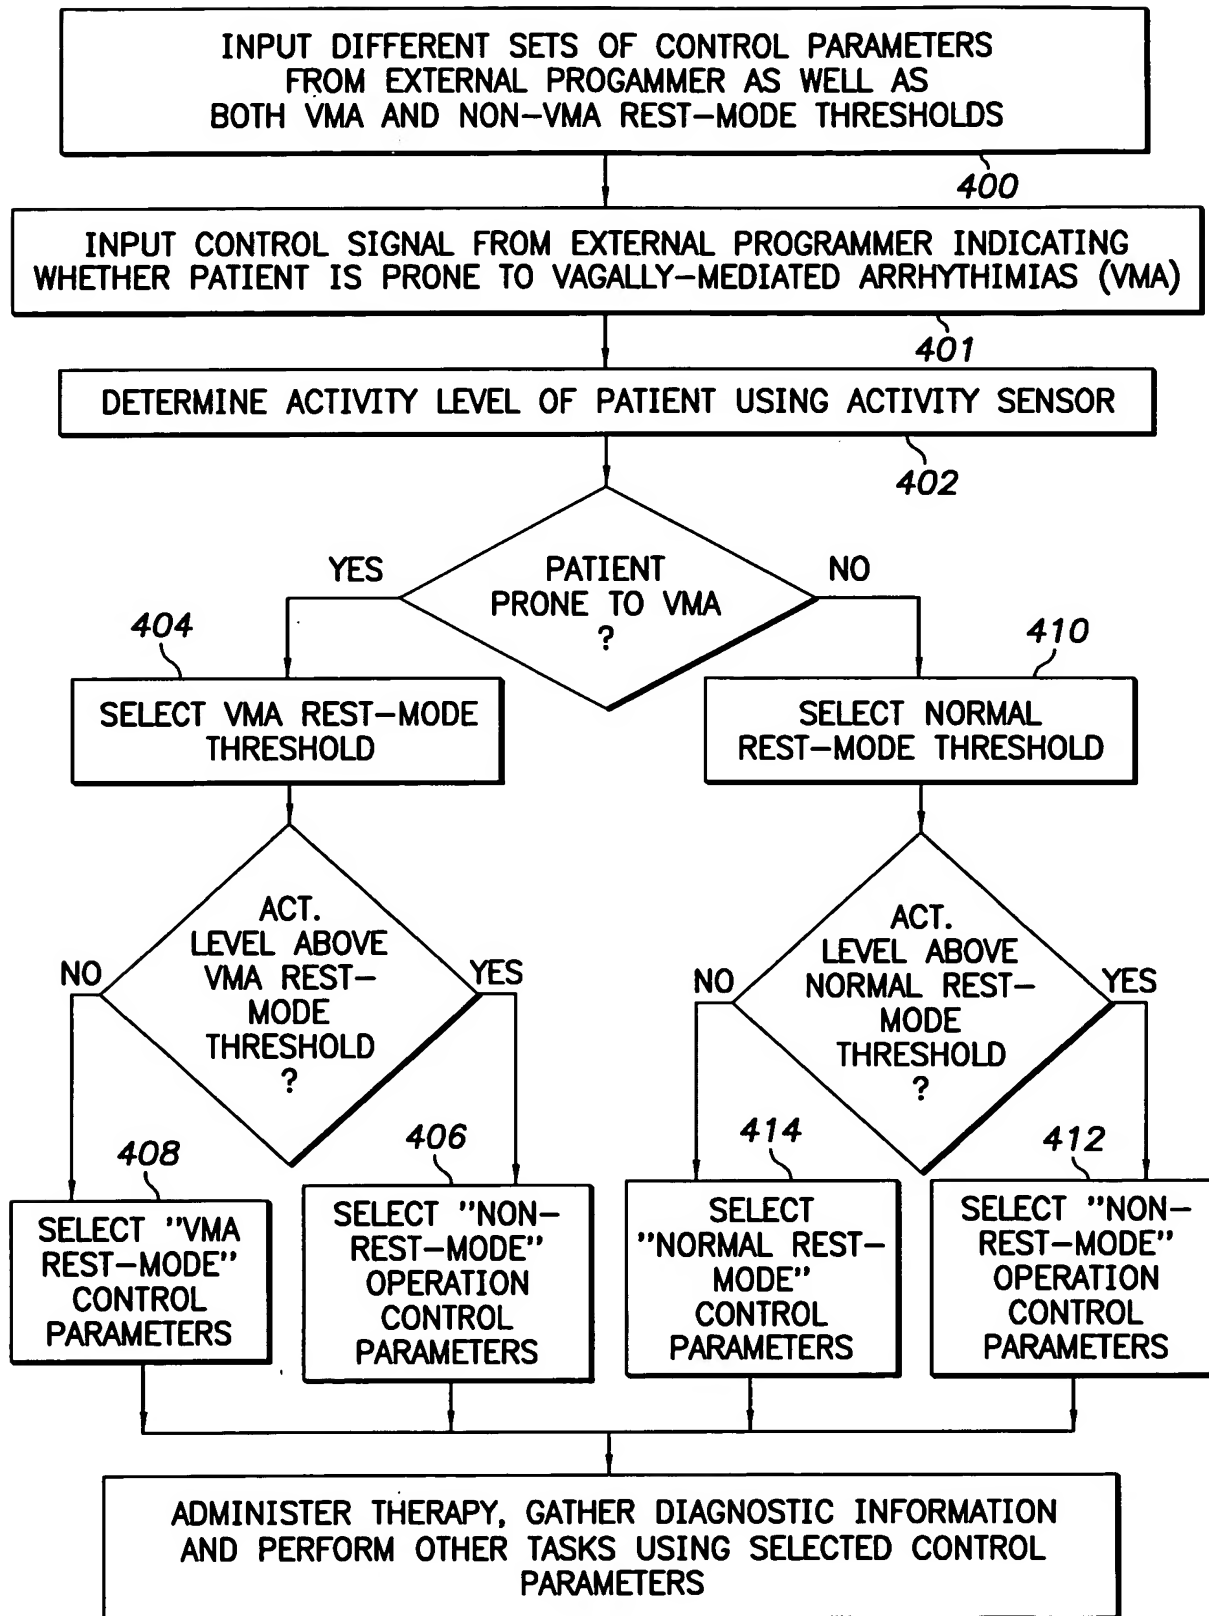 INPUT DIFFERENT SETS OF CONTROL PARAMETERS
FROM EXTERNAL PROGAMMER AS WELL AS
BOTH VMA AND NON-VMA REST-MODE THRESHOLDS
400
INPUT CONTROL SIGNAL FROM EXTERNAL PROGRAMMER INDICATING
WHETHER PATIENT IS PRONE TO VAGALLY-MEDIATED ARRHYTHIMIAS (VMA)
401
DETERMINE ACTIVITY LEVEL OF PATIENT USING ACTIVITY SENSOR
402
YES
PATIENT
PRONE TO VMA
?
NO
404
SELECT VMA REST-MODE
THRESHOLD
410
SELECT NORMAL
REST-MODE THRESHOLD
ACT.
LEVEL ABOVE
VMA REST-
MODE
THRESHOLD
?
NO
YES
ACT.
LEVEL ABOVE
NORMAL REST-
MODE
THRESHOLD
?
NO
YES
408
SELECT "VMA
REST-MODE"
CONTROL
PARAMETERS
406
SELECT "NON-
REST-MODE"
OPERATION
CONTROL
PARAMETERS
414
SELECT
"NORMAL REST-
MODE"
CONTROL
PARAMETERS
412
SELECT "NON-
REST-MODE"
OPERATION
CONTROL
PARAMETERS
ADMINISTER THERAPY, GATHER DIAGNOSTIC INFORMATION
AND PERFORM OTHER TASKS USING SELECTED CONTROL
PARAMETERS